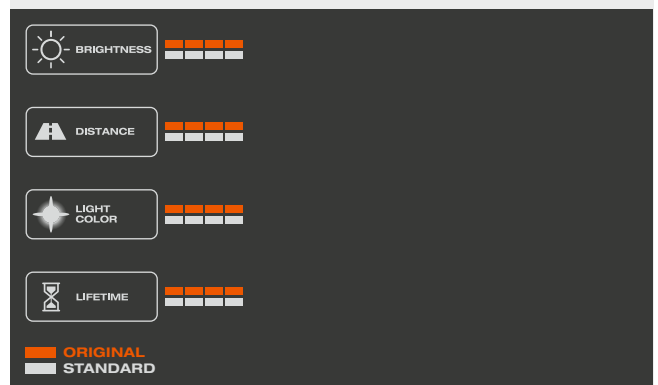 BRIGHTNESS
DISTANCE
LIGHT
COLOR
LIFETIME
ORIGINAL
STANDARD